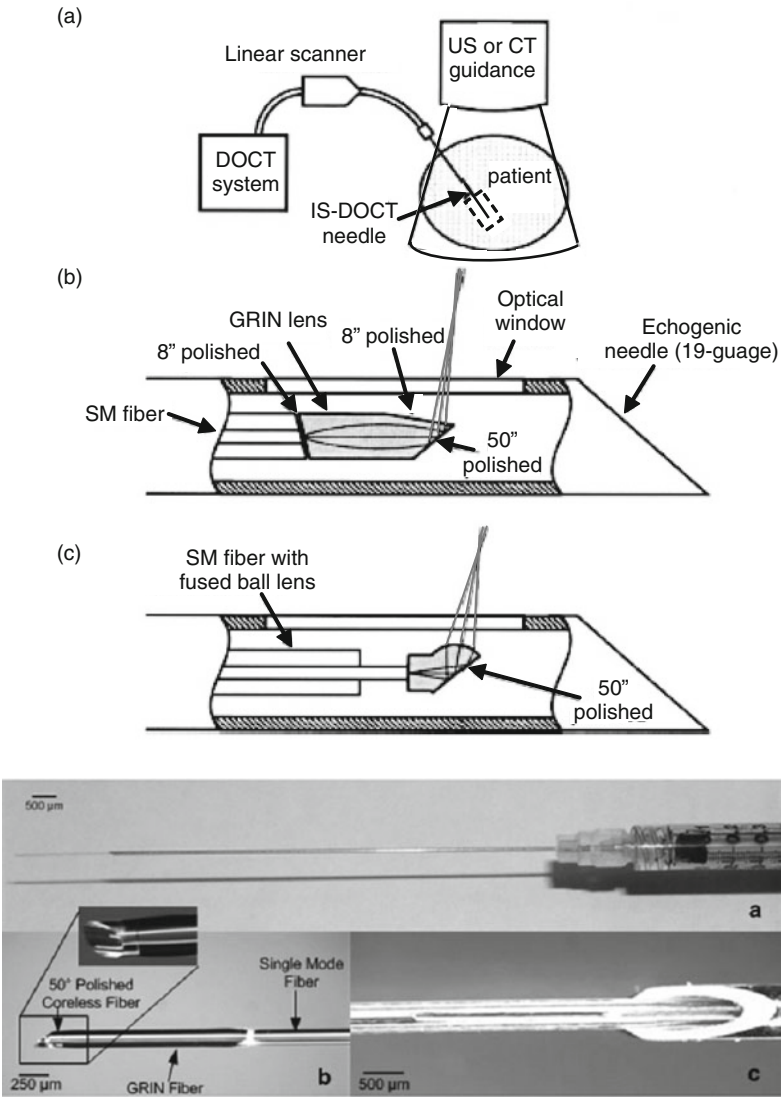 (a)
Linear scanner
US or CT
guidance
DOCT
system
patient
IS-DOCT
needle
(b)
GRIN lens
Optical
window
8” polished
8” polished
Echogenic
needle (19-guage)
SM fiber
50”
polished
(c)
SM fiber with
fused ball lens
50”
polished
500 µm
a
50° Polished
Coreless Fiber
Single Mode
Fiber
250 µm
GRIN Fiber
b
500 µm
c